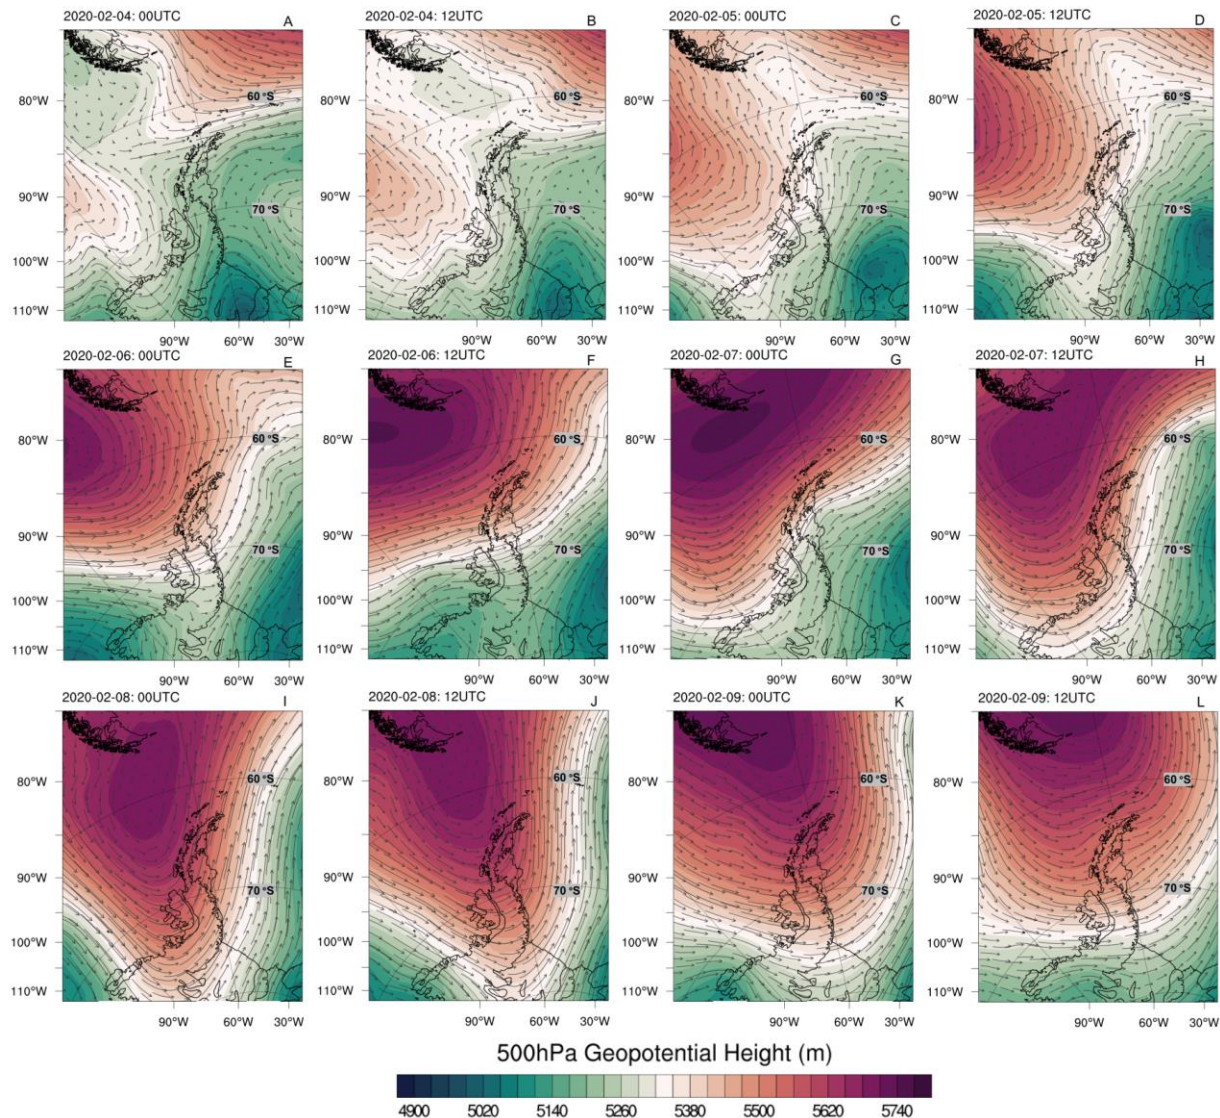 2020-02-04: 00UTC A 2020-02-04: 12UTC B 2020-02-05: 00UTC C 2020-02-05: 12UTC D
60 °S 60 °S 60 °S 60 °S
80°W 80°W 80°W 80°W
90°W 90°W 90°W 90°W
70 °S 70 °S 70 °S 70 °S
100°W 100°W 100°W 100°W
110°W 110°W 110°W 110°W
90°W 60°W 30°W 90°W 60°W 30°W 90°W 60°W 30°W 90°W 60°W 30°W
2020-02-06: 00UTC E 2020-02-06: 12UTC F 2020-02-07: 00UTC G 2020-02-07: 12UTC H
80°W 60 °S 80°W 60 °S 80°W 60 °S 80°W 60 °S
90°W 90°W 90°W 90°W
70 °S 70 °S 70 °S 70 °S
100°W 100°W 100°W 100°W
110°W 110°W 110°W 110°W
90°W 60°W 30°W 90°W 60°W 30°W 90°W 60°W 30°W 90°W 60°W 30°W
2020-02-08: 00UTC I 2020-02-08: 12UTC J 2020-02-09: 00UTC K 2020-02-09: 12UTC L
80°W 60 °S 80°W 60 °S 80°W 60 °S 80°W 60 °S
90°W 90°W 90°W 90°W
70 °S 70 °S 70 °S 70 °S
100°W 100°W 100°W 100°W
110°W 110°W 110°W 110°W
90°W 60°W 30°W 90°W 60°W 30°W 90°W 60°W 30°W 90°W 60°W 30°W
500hPa Geopotential Height (m)
4900 5020 5140 5260 5380 5500 5620 5740